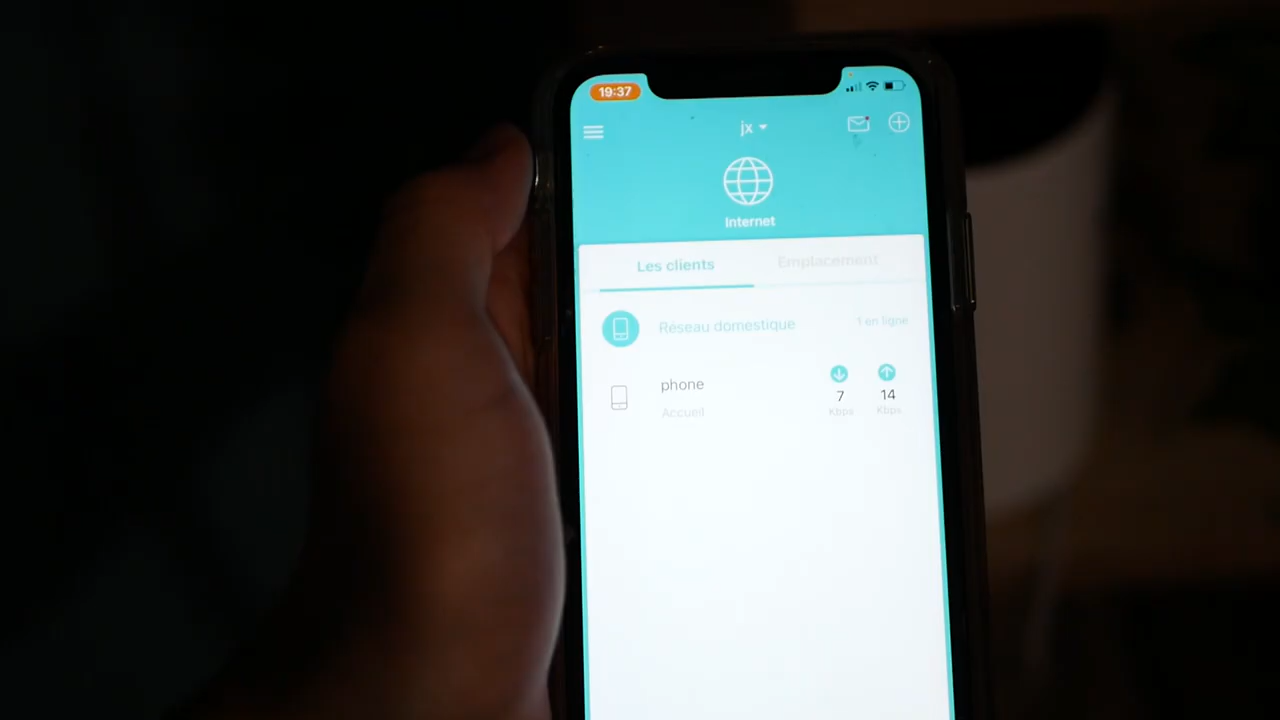 19:37
jx
Internet
Les clients
Emplacement
Réseau domestique
1 en ligne
phone
7
14
Accueil
Kbps
Kbps